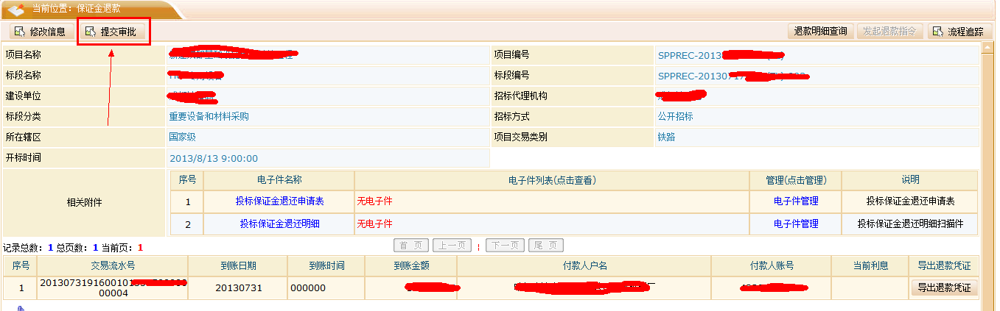 当前位置：保证金退款
修改信息 提交审批 退款明细查询 发起退款指令 流程追踪
项目名称 项目编号 SPPREC-2013
标段名称 标段编号 SPPREC-201307
建设单位 招标代理机构
标段分类 重要设备和材料采购 招标方式 公开招标
所在辖区 国家级 项目交易类别 铁路
开标时间 2013/8/13 9:00:00
相关附件
序号 电子件名称 电子件列表(点击查看) 管理(点击管理) 说明
1 投标保证金退还申请表 无电子件 电子件管理 投标保证金退还申请表
2 投标保证金退还明细 无电子件 电子件管理 投标保证金退还明细扫描件
记录总数：1 总页数：1 当前页：1 首 页 上一页 ¦ 下一页 尾 页
序号 交易流水号 到账日期 到账时间 到账金额 付款人户名 付款人账号 当前利息 导出退款凭证
1 2013073191600101 20130731 000000 导出退款凭证
00004